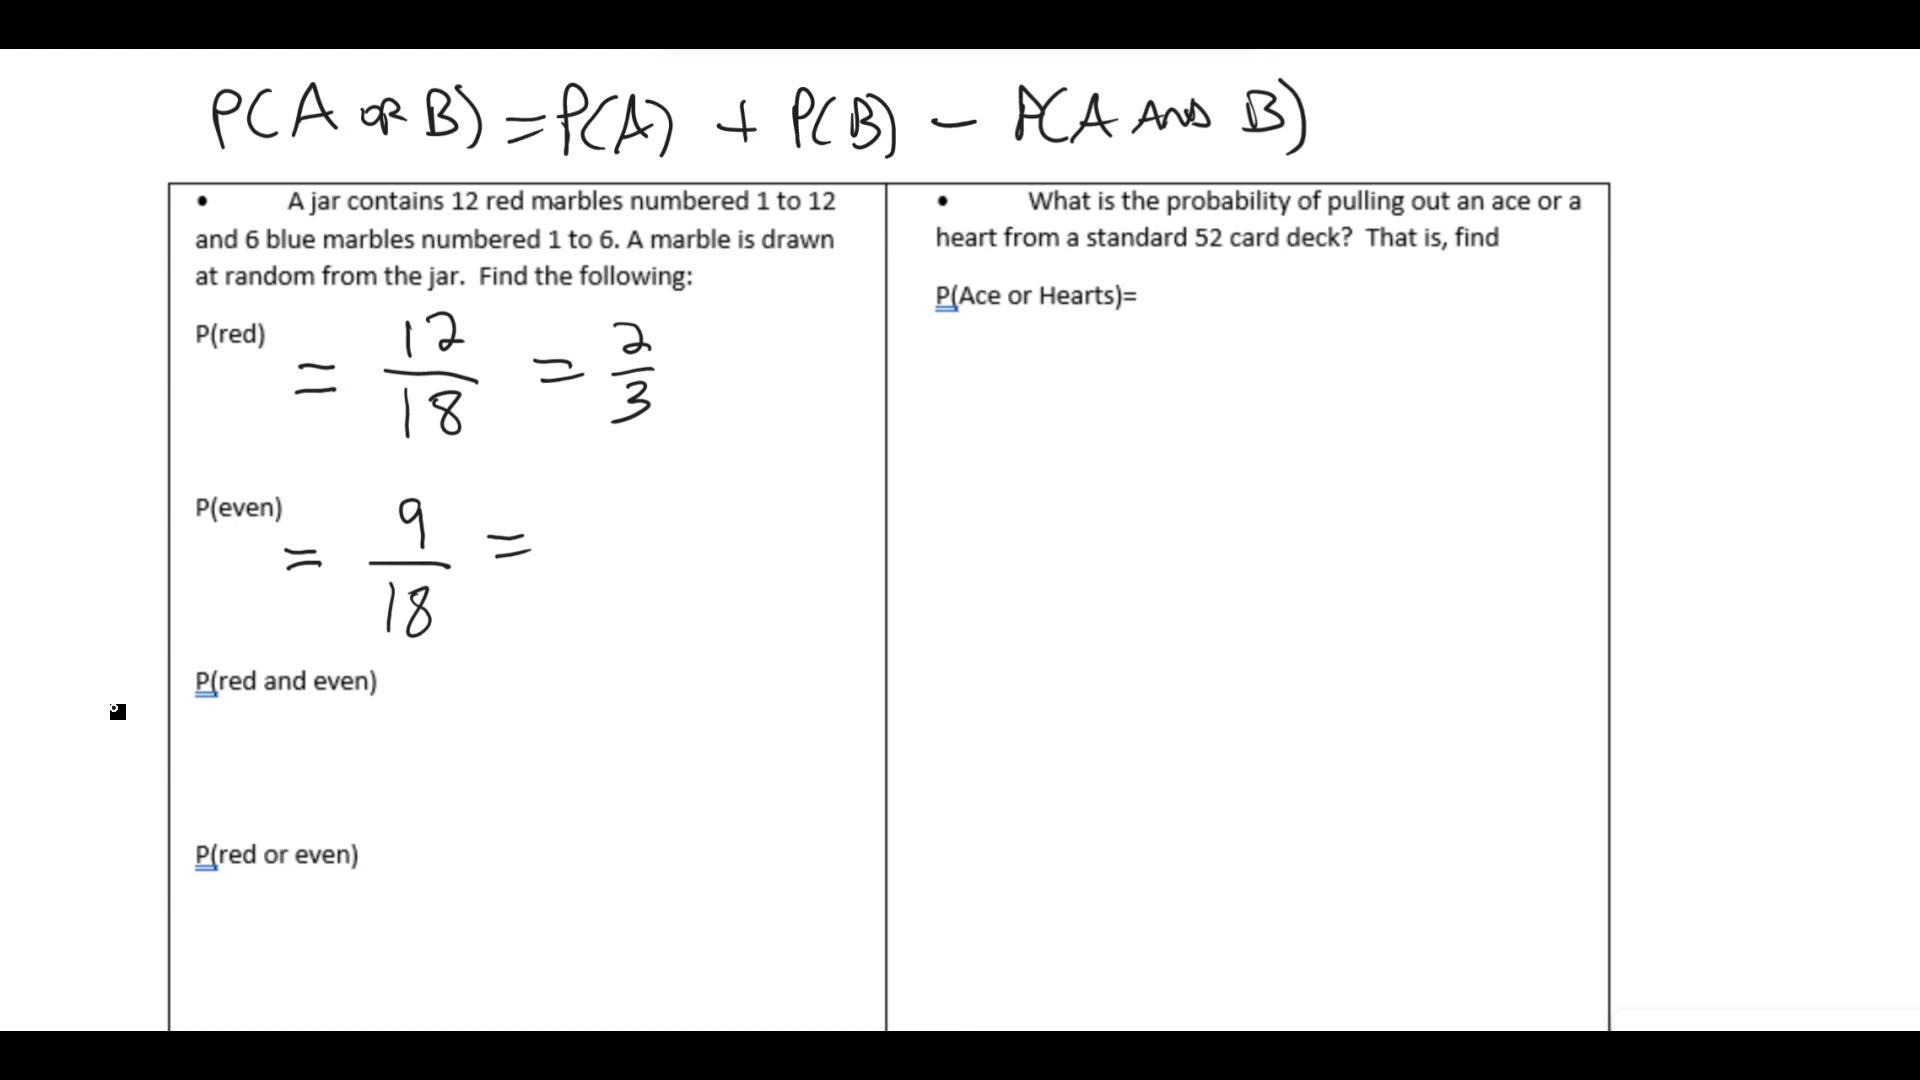 P(A OR B) = P(A) + P(B) - P(A AND B)
• A jar contains 12 red marbles numbered 1 to 12
and 6 blue marbles numbered 1 to 6. A marble is drawn
at random from the jar. Find the following:
P(red)
= 12/18 = 2/3
P(even)
= 9/18 =
P(red and even)
P(red or even)
• What is the probability of pulling out an ace or a
heart from a standard 52 card deck? That is, find
P(Ace or Hearts)=